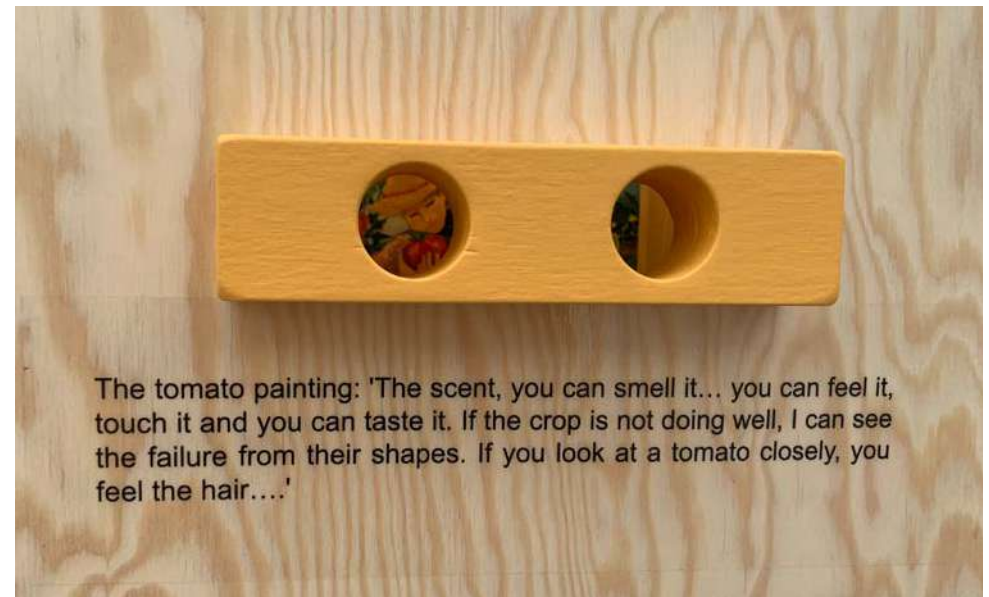 The tomato painting: 'The scent, you can smell it... you can feel it,
touch it and you can taste it. If the crop is not doing well, I can see
the failure from their shapes. If you look at a tomato closely, you
feel the hair....'